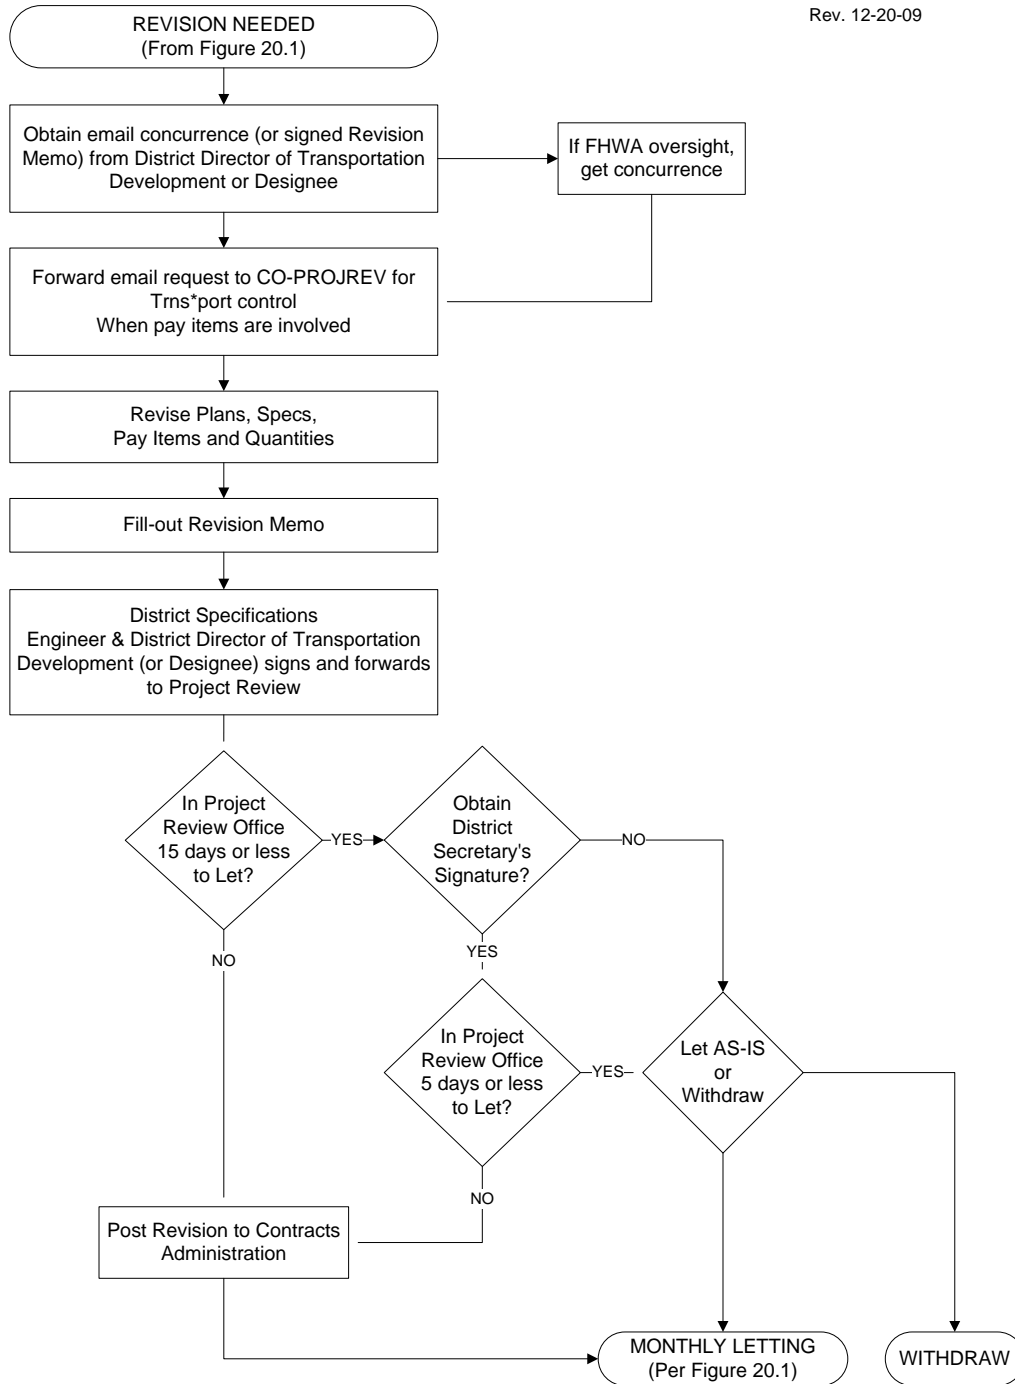 Rev. 12-20-09
REVISION NEEDED
(From Figure 20.1)
Obtain email concurrence (or signed Revision
Memo) from District Director of Transportation
Development or Designee
If FHWA oversight,
get concurrence
Forward email request to CO-PROJREV for
Trns*port control
When pay items are involved
Revise Plans, Specs,
Pay Items and Quantities
Fill-out Revision Memo
District Specifications
Engineer & District Director of Transportation
Development (or Designee) signs and forwards
to Project Review
In Project
Review Office
15 days or less
to Let?
YES
Obtain
District
Secretary's
Signature?
NO
NO
YES
In Project
Review Office
5 days or less
to Let?
YES
Let AS-IS
or
Withdraw
NO
Post Revision to Contracts
Administration
MONTHLY LETTING
(Per Figure 20.1)
WITHDRAW